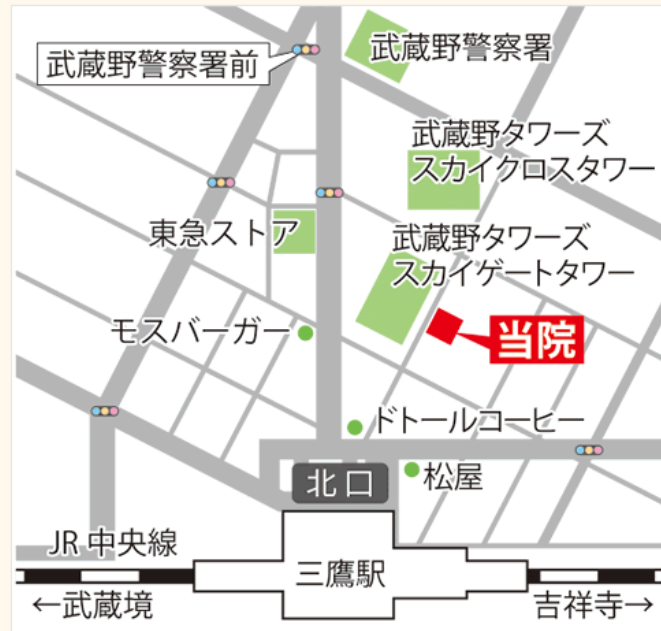 武蔵野警察署前
武蔵野警察署
武蔵野タワーズ
スカイクロスタワー
東急ストア
武蔵野タワーズ
スカイゲートタワー
モスバーガー
当院
ドトールコーヒー
北口
松屋
JR中央線
三鷹駅
←武蔵境
吉祥寺→